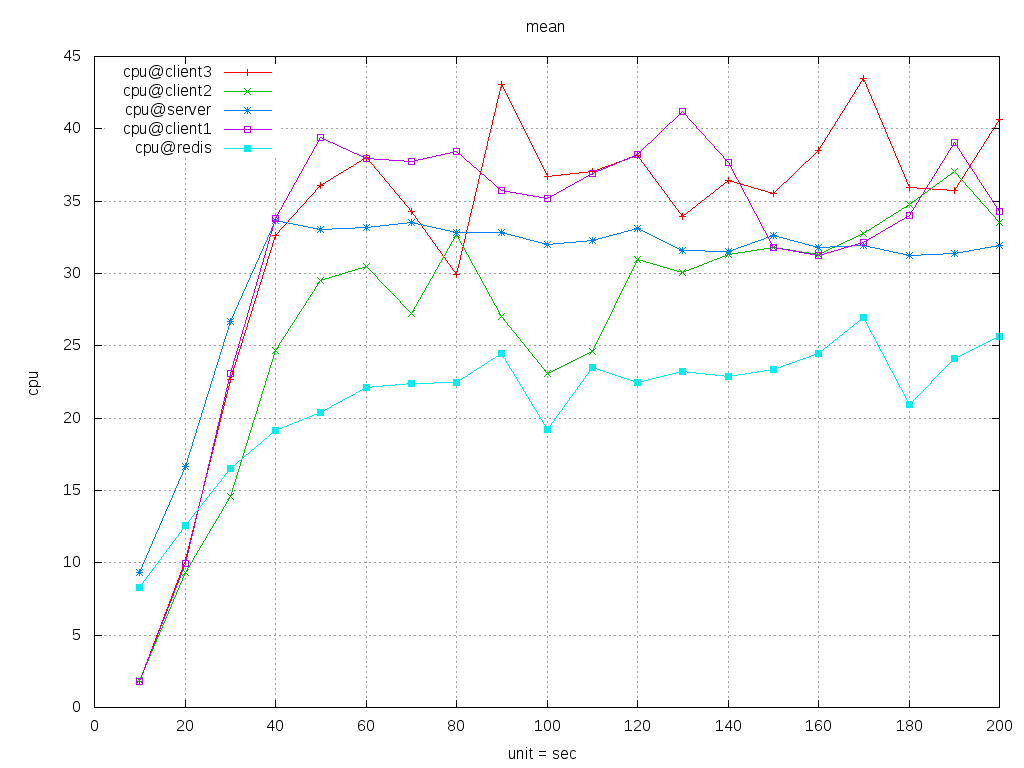 mean
45
40
35
30
25
20
15
10
5
0
cpu
cpu@client3
cpu@client2
cpu@server
cpu@client1
cpu@redis
0 20 40 60 80 100 120 140 160 180 200
unit = sec